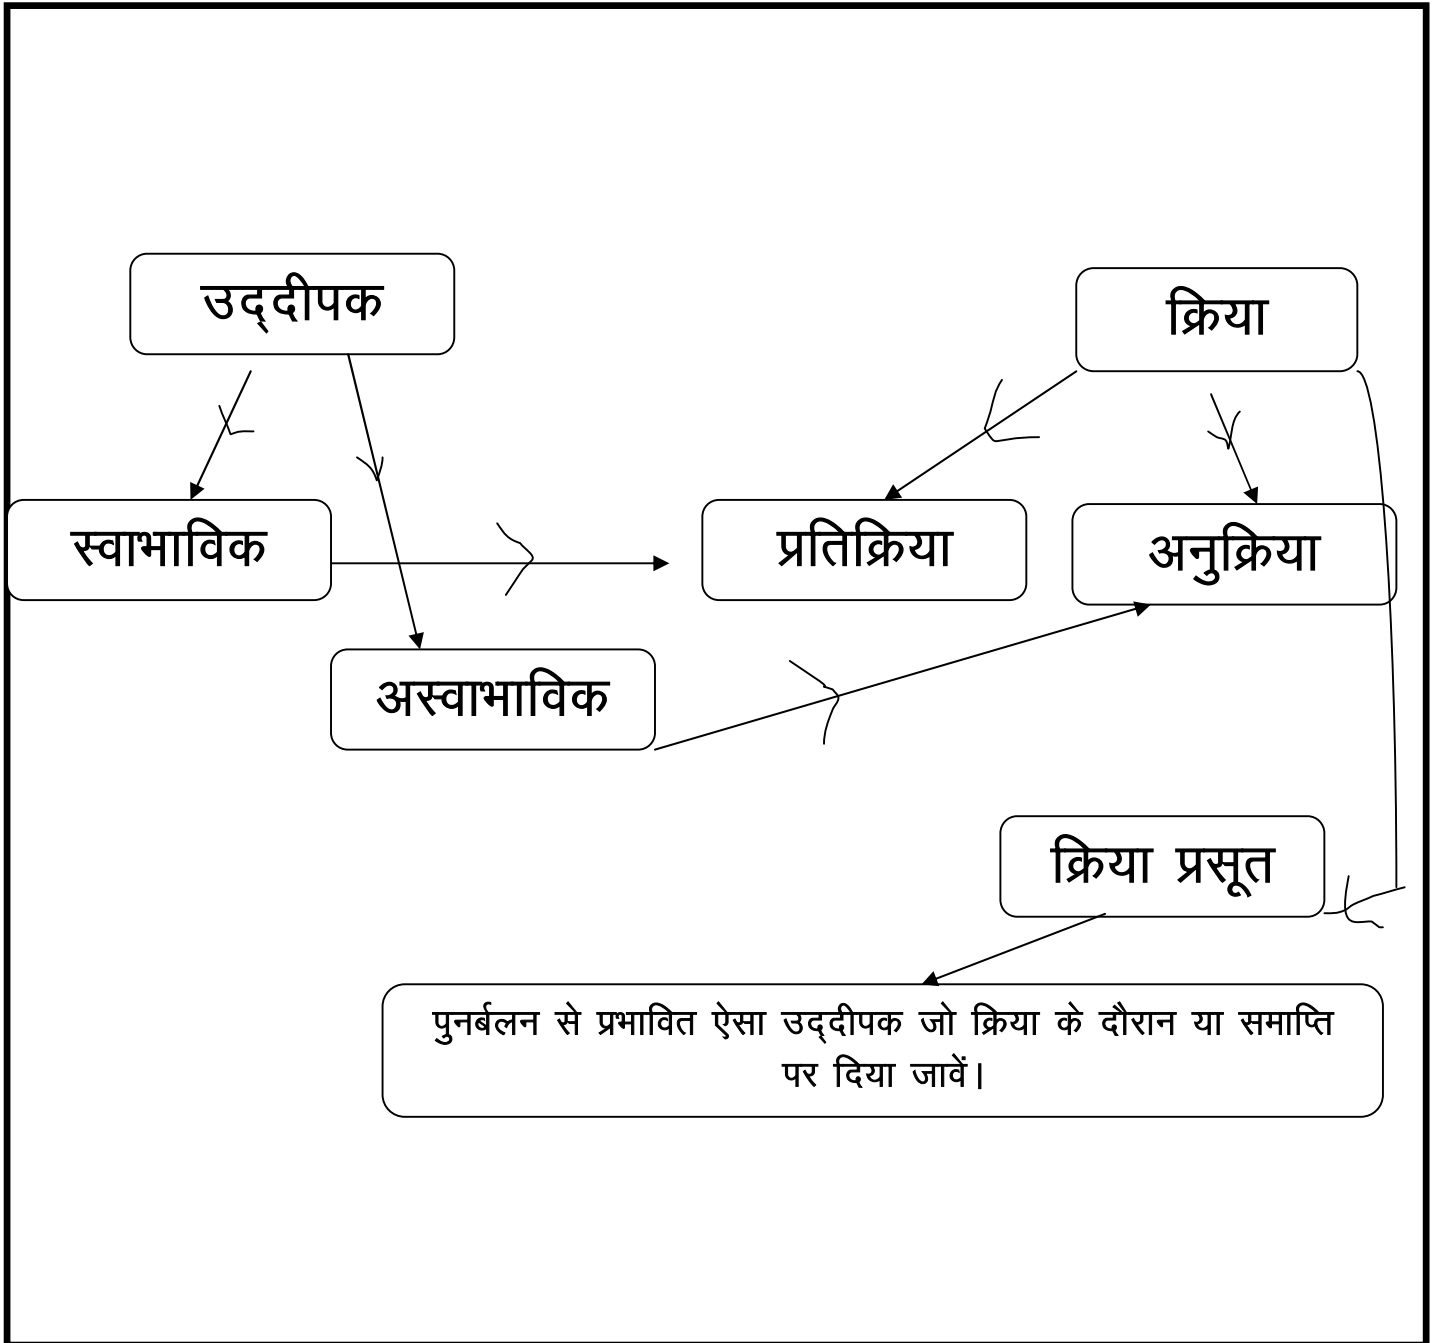 उद्दीपक
क्रिया
स्वाभाविक
प्रतिक्रिया
अनुक्रिया
अस्वाभाविक
क्रिया प्रसूत
पुनर्बलन से प्रभावित ऐसा उद्दीपक जो क्रिया के दौरान या समाप्ति
पर दिया जावें।